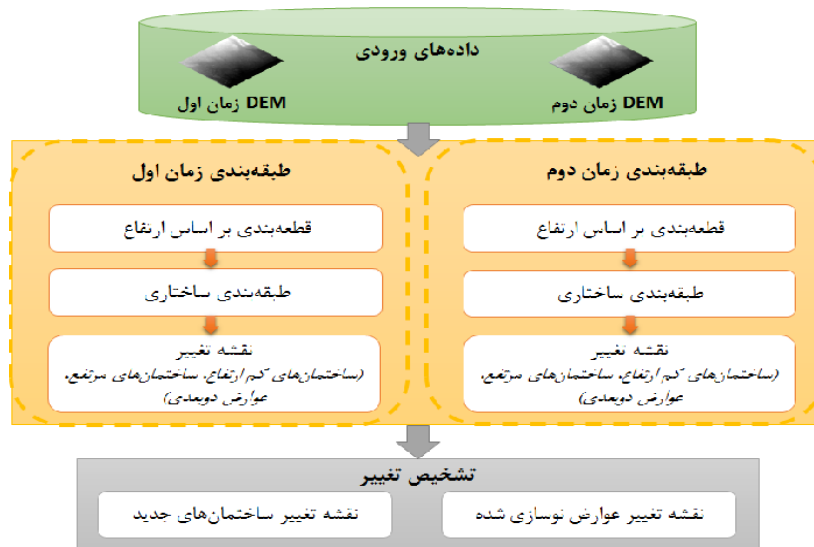 داده‌های ورودی
DEM زمان دوم
DEM زمان اول
طبقه‌بندی زمان دوم
قطعه‌بندی بر اساس ارتفاع
طبقه‌بندی ساختاری
نقشه تغییر
(ساختمان‌های کم ارتفاع، ساختمان‌های مرتفع،
عوارض دوبعدی)
طبقه‌بندی زمان اول
قطعه‌بندی بر اساس ارتفاع
طبقه‌بندی ساختاری
نقشه تغییر
(ساختمان‌های کم ارتفاع، ساختمان‌های مرتفع،
عوارض دوبعدی)
تشخیص تغییر
نقشه تغییر عوارض نوسازی شده
نقشه تغییر ساختمان‌های جدید